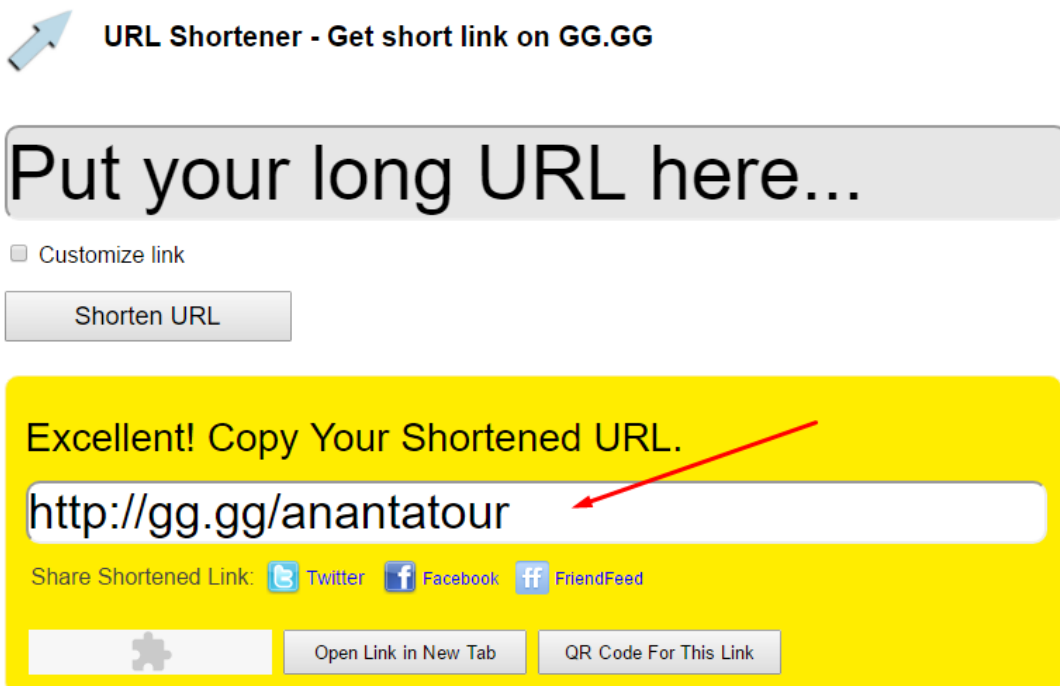 URL Shortener - Get short link on GG.GG
Put your long URL here...
Customize link
Shorten URL
Excellent! Copy Your Shortened URL.
http://gg.gg/anantatour
Share Shortened Link: Twitter Facebook ff FriendFeed
Open Link in New Tab QR Code For This Link